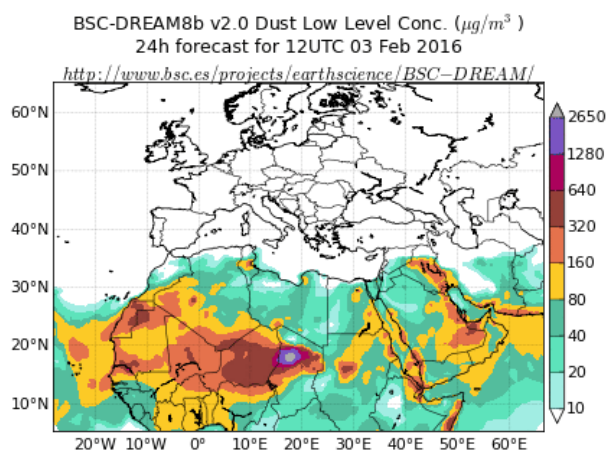 BSC-DREAM8b v2.0 Dust Low Level Conc. (μg/m³ )
24h forecast for 12UTC 03 Feb 2016
http://www.bsc.es/projects/earthscience/BSC−DREAM/
60°N
50°N
40°N
30°N
20°N
10°N
20°W 10°W 0° 10°E 20°E 30°E 40°E 50°E 60°E
2650
1280
640
320
160
80
40
20
10